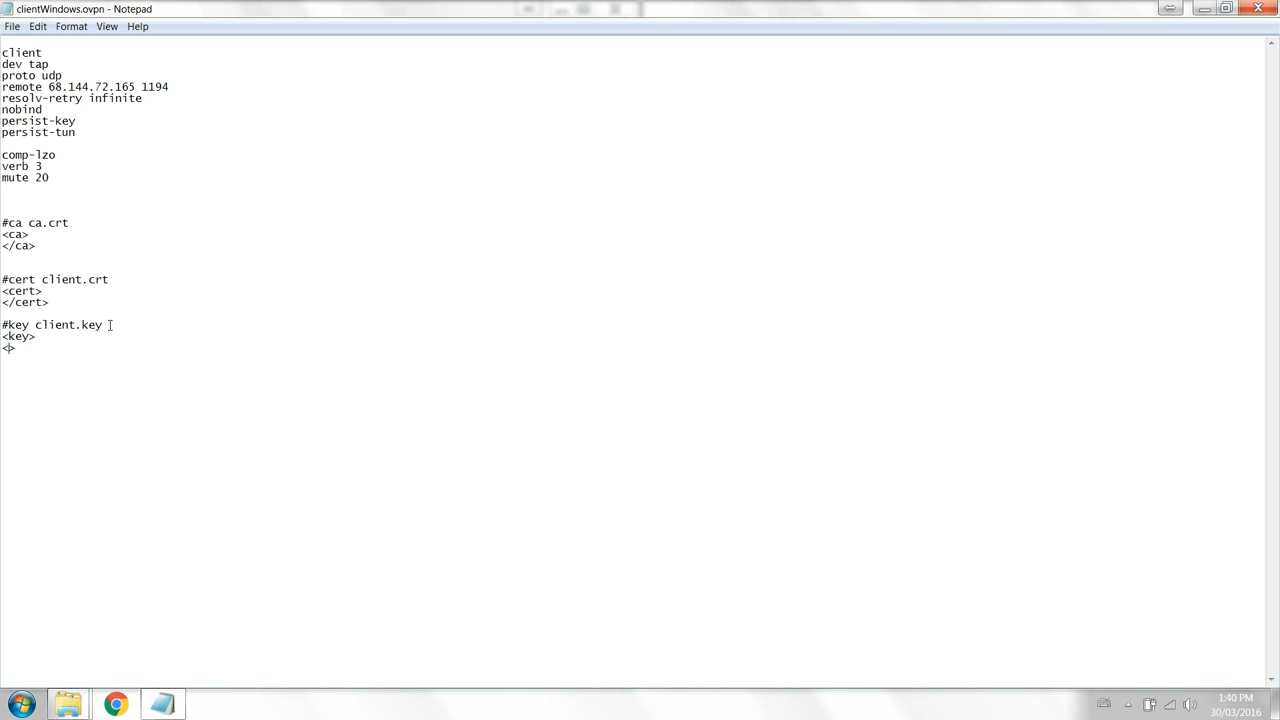 clientWindows.ovpn - Notepad
File Edit Format View Help
client
dev tap
proto udp
remote 68.144.72.165 1194
resolv-retry infinite
nobind
persist-key
persist-tun
comp-lzo
verb 3
mute 20
#ca ca.crt
<ca>
</ca>
#cert client.crt
<cert>
</cert>
#key client.key
<key>
<>
1:40 PM
30/03/2016